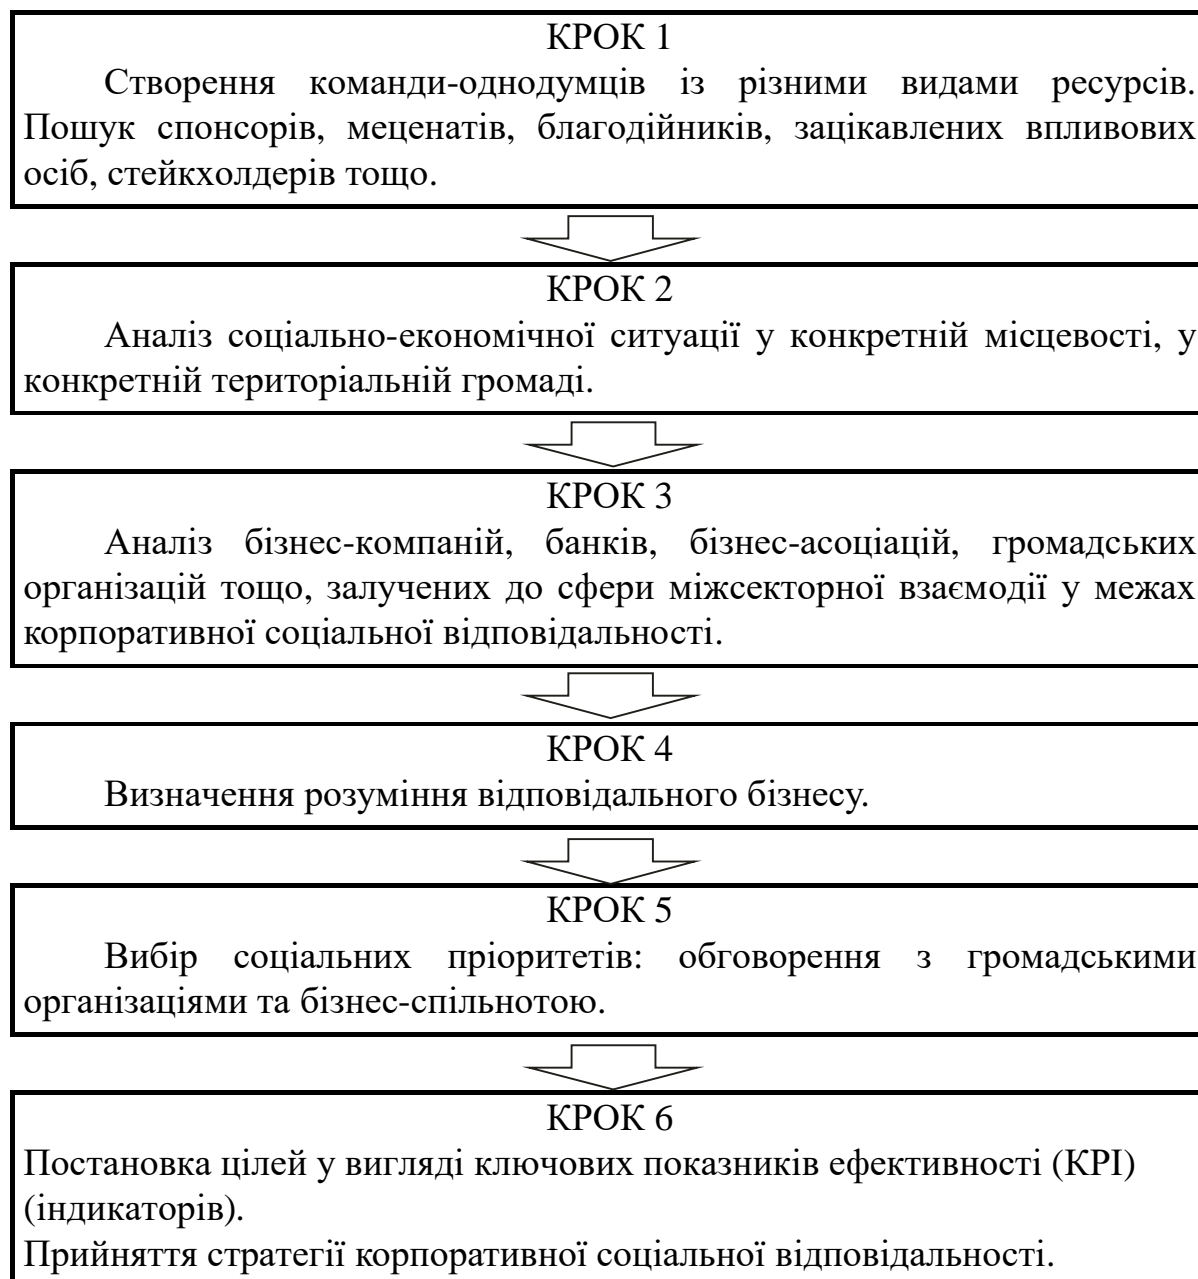 КРОК 1
Створення команди-однодумців із різними видами ресурсів.
Пошук спонсорів, меценатів, благодійників, зацікавлених впливових
осіб, стейкхолдерів тощо.
КРОК 2
Аналіз соціально-економічної ситуації у конкретній місцевості, у
конкретній територіальній громаді.
КРОК 3
Аналіз бізнес-компаній, банків, бізнес-асоціацій, громадських
організацій тощо, залучених до сфери міжсекторної взаємодії у межах
корпоративної соціальної відповідальності.
КРОК 4
Визначення розуміння відповідального бізнесу.
КРОК 5
Вибір соціальних пріоритетів: обговорення з громадськими
організаціями та бізнес-спільнотою.
КРОК 6
Постановка цілей у вигляді ключових показників ефективності (КРІ)
(індикаторів).
Прийняття стратегії корпоративної соціальної відповідальності.